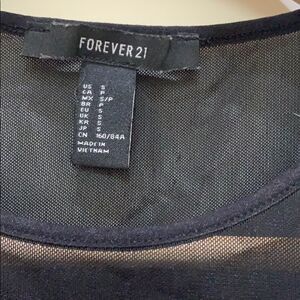 FOREVER 21
US S
CA P
MX S/P
BR P
EU S
UK S
KR S
JP S
CN 160/84A
MADE IN
VIETNAM